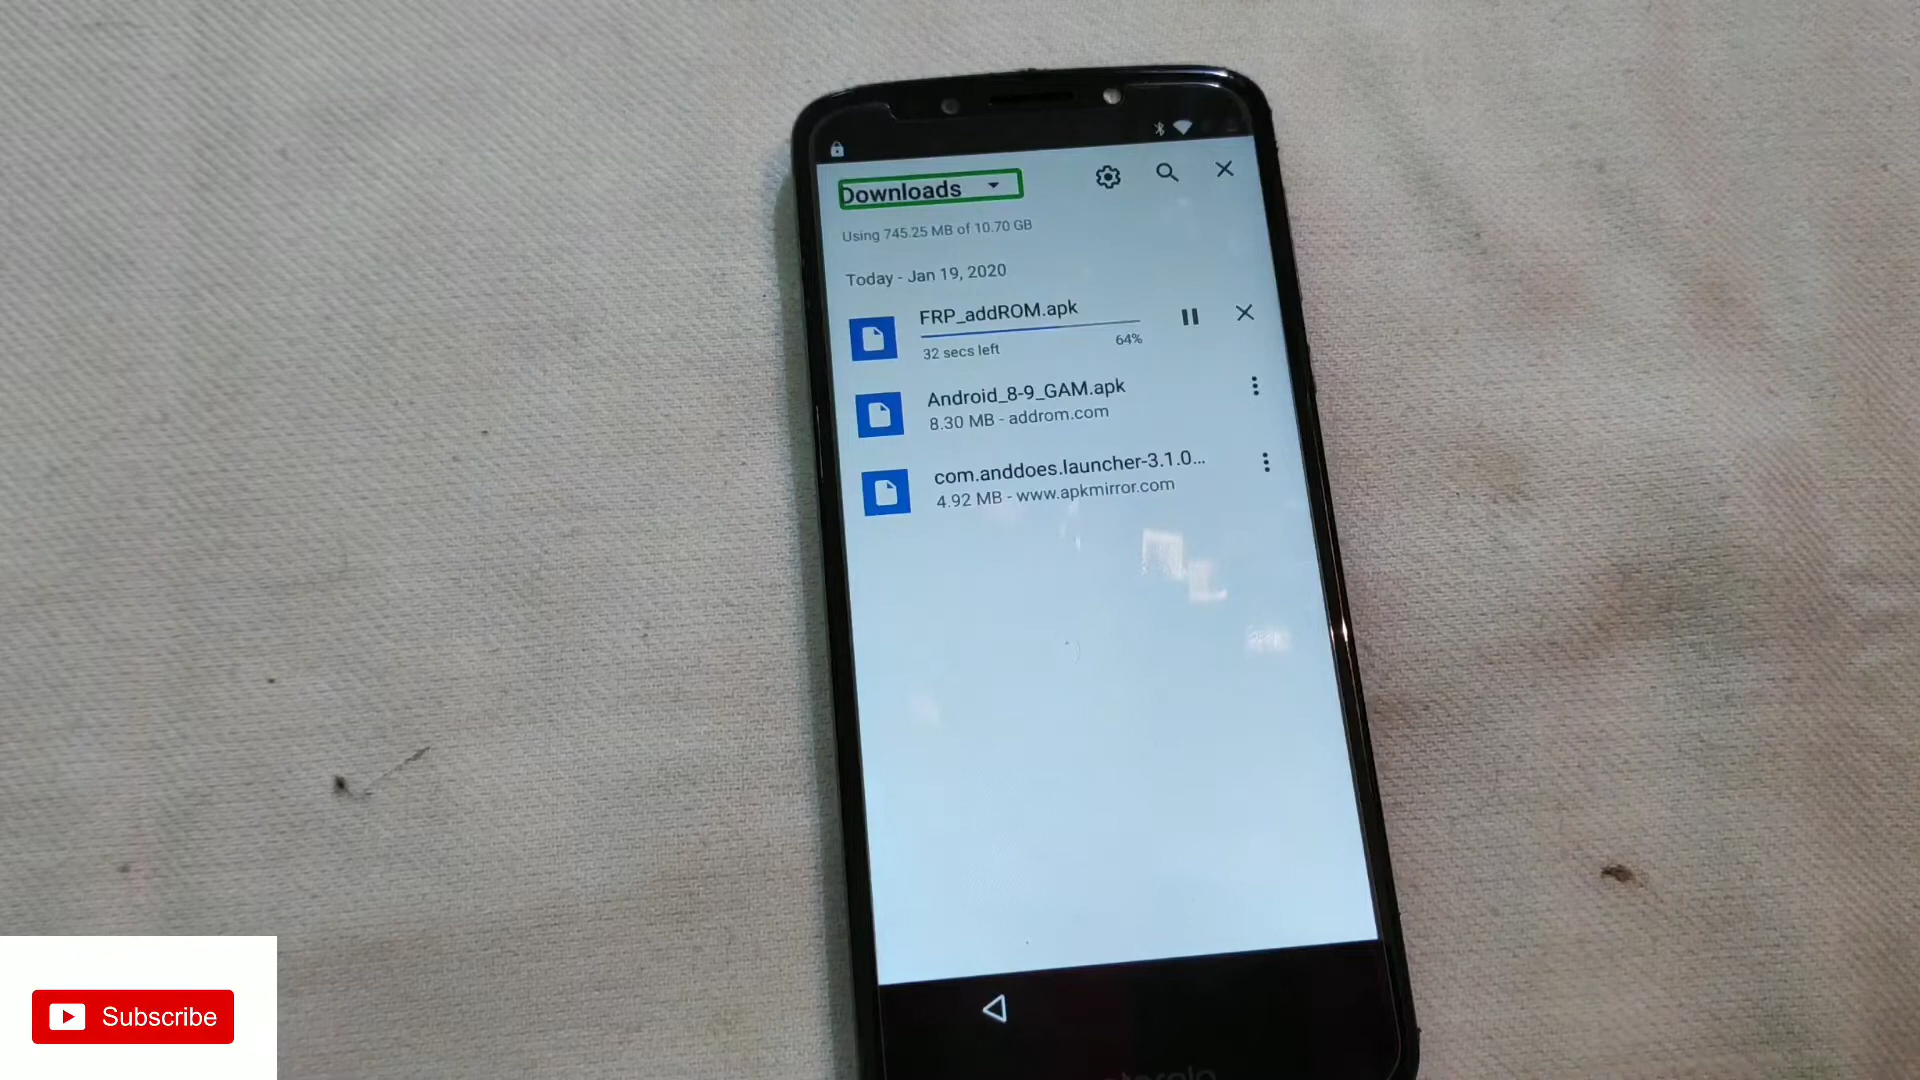 Downloads
Using 745.25 MB of 10.70 GB
Today - Jan 19, 2020
FRP_addROM.apk
32 secs left
64%
Android_8-9_GAM.apk
8.30 MB - addrom.com
com.anddoes.launcher-3.1.0...
4.92 MB - www.apkmirror.com
Subscribe